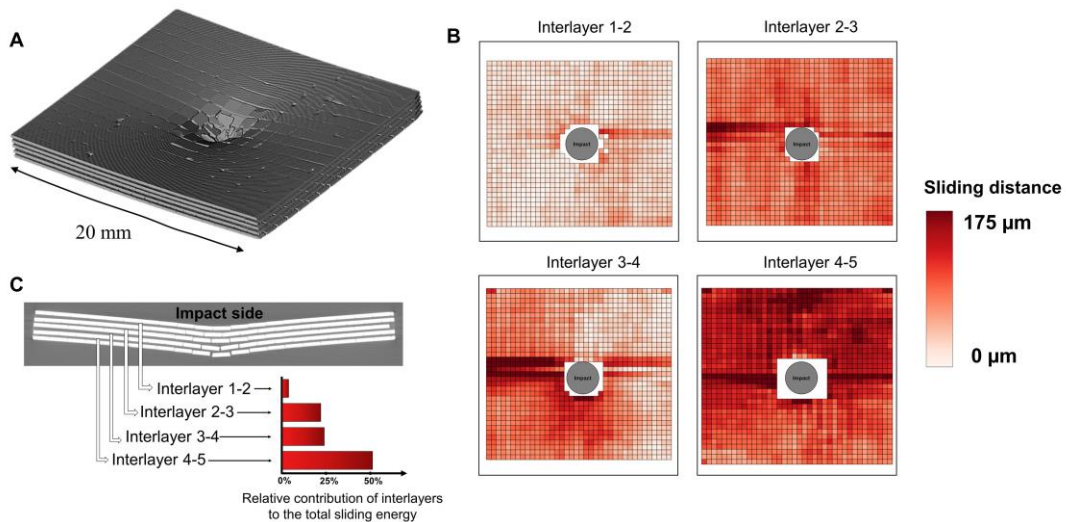 A
20 mm
B
Interlayer 1-2
Interlayer 2-3
Impact
Impact
Interlayer 3-4
Interlayer 4-5
Impact
Impact
Sliding distance
175 µm
0 µm
C
Impact side
Interlayer 1-2
Interlayer 2-3
Interlayer 3-4
Interlayer 4-5
0% 25% 50%
Relative contribution of interlayers
to the total sliding energy